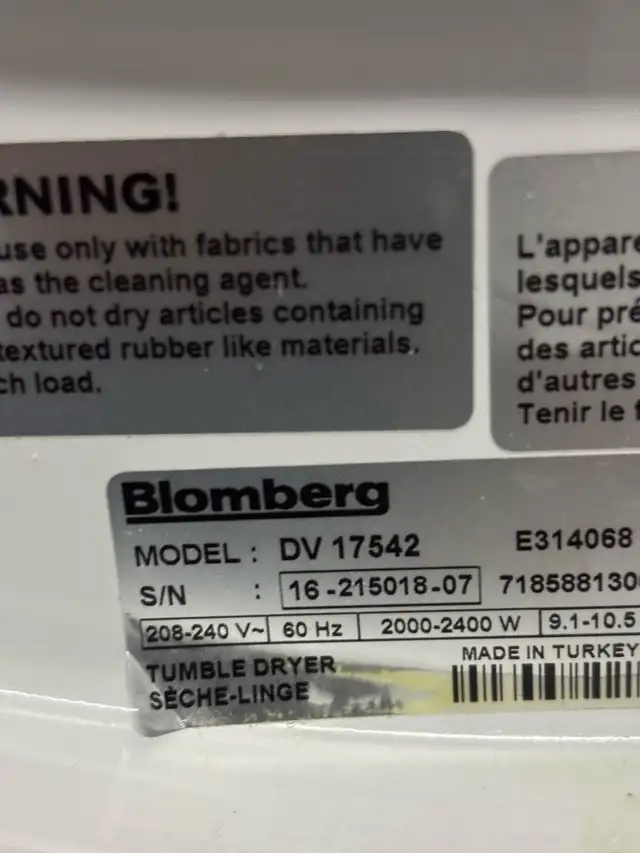 RNING!
use only with fabrics that have
as the cleaning agent.
do not dry articles containing
textured rubber like materials.
ch load.
L'appare
lesquels
Pour pré
des artic
d'autres
Tenir le f
Blomberg
MODEL : DV 17542 E314068
S/N : 16-215018-07 718588130
208-240 V~ 60 Hz 2000-2400 W 9.1-10.5
TUMBLE DRYER MADE IN TURKEY
SÈCHE-LINGE